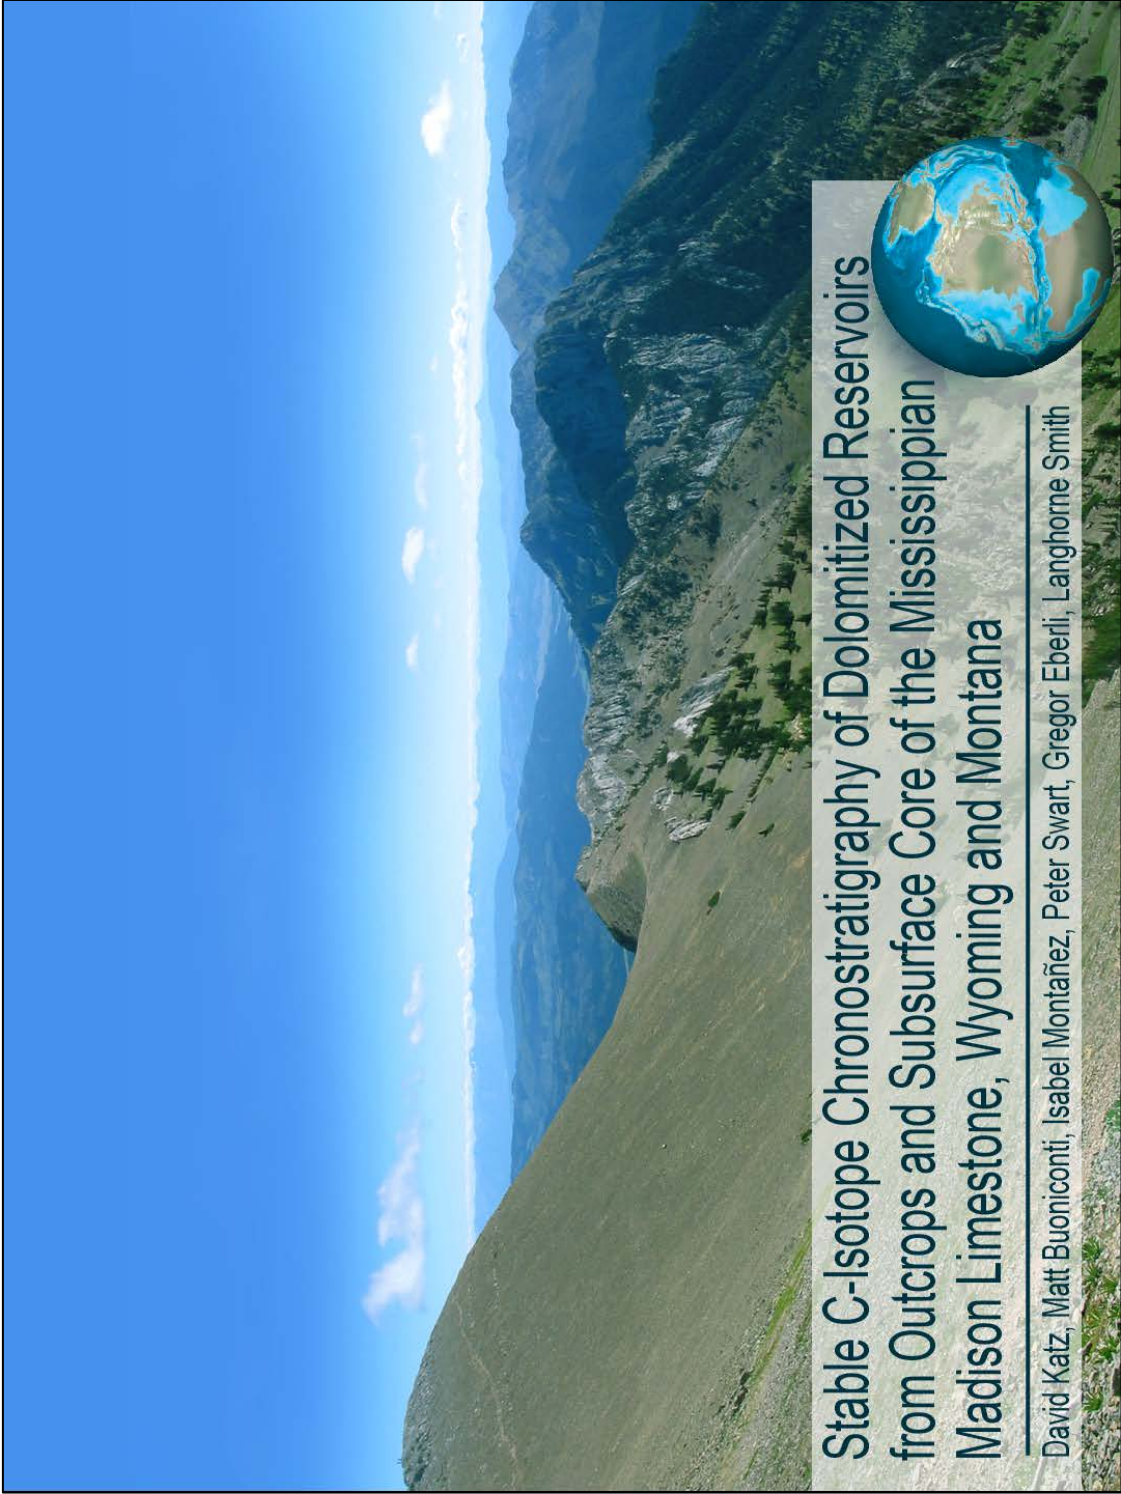 Stable C-Isotope Chronostratigraphy of Dolomitized Reservoirs
from Outcrops and Subsurface Core of the Mississippian
Madison Limestone, Wyoming and Montana
David Katz, Matt Buoniconti, Isabel Montañez, Peter Swart, Gregor Eberli, Langhorne Smith